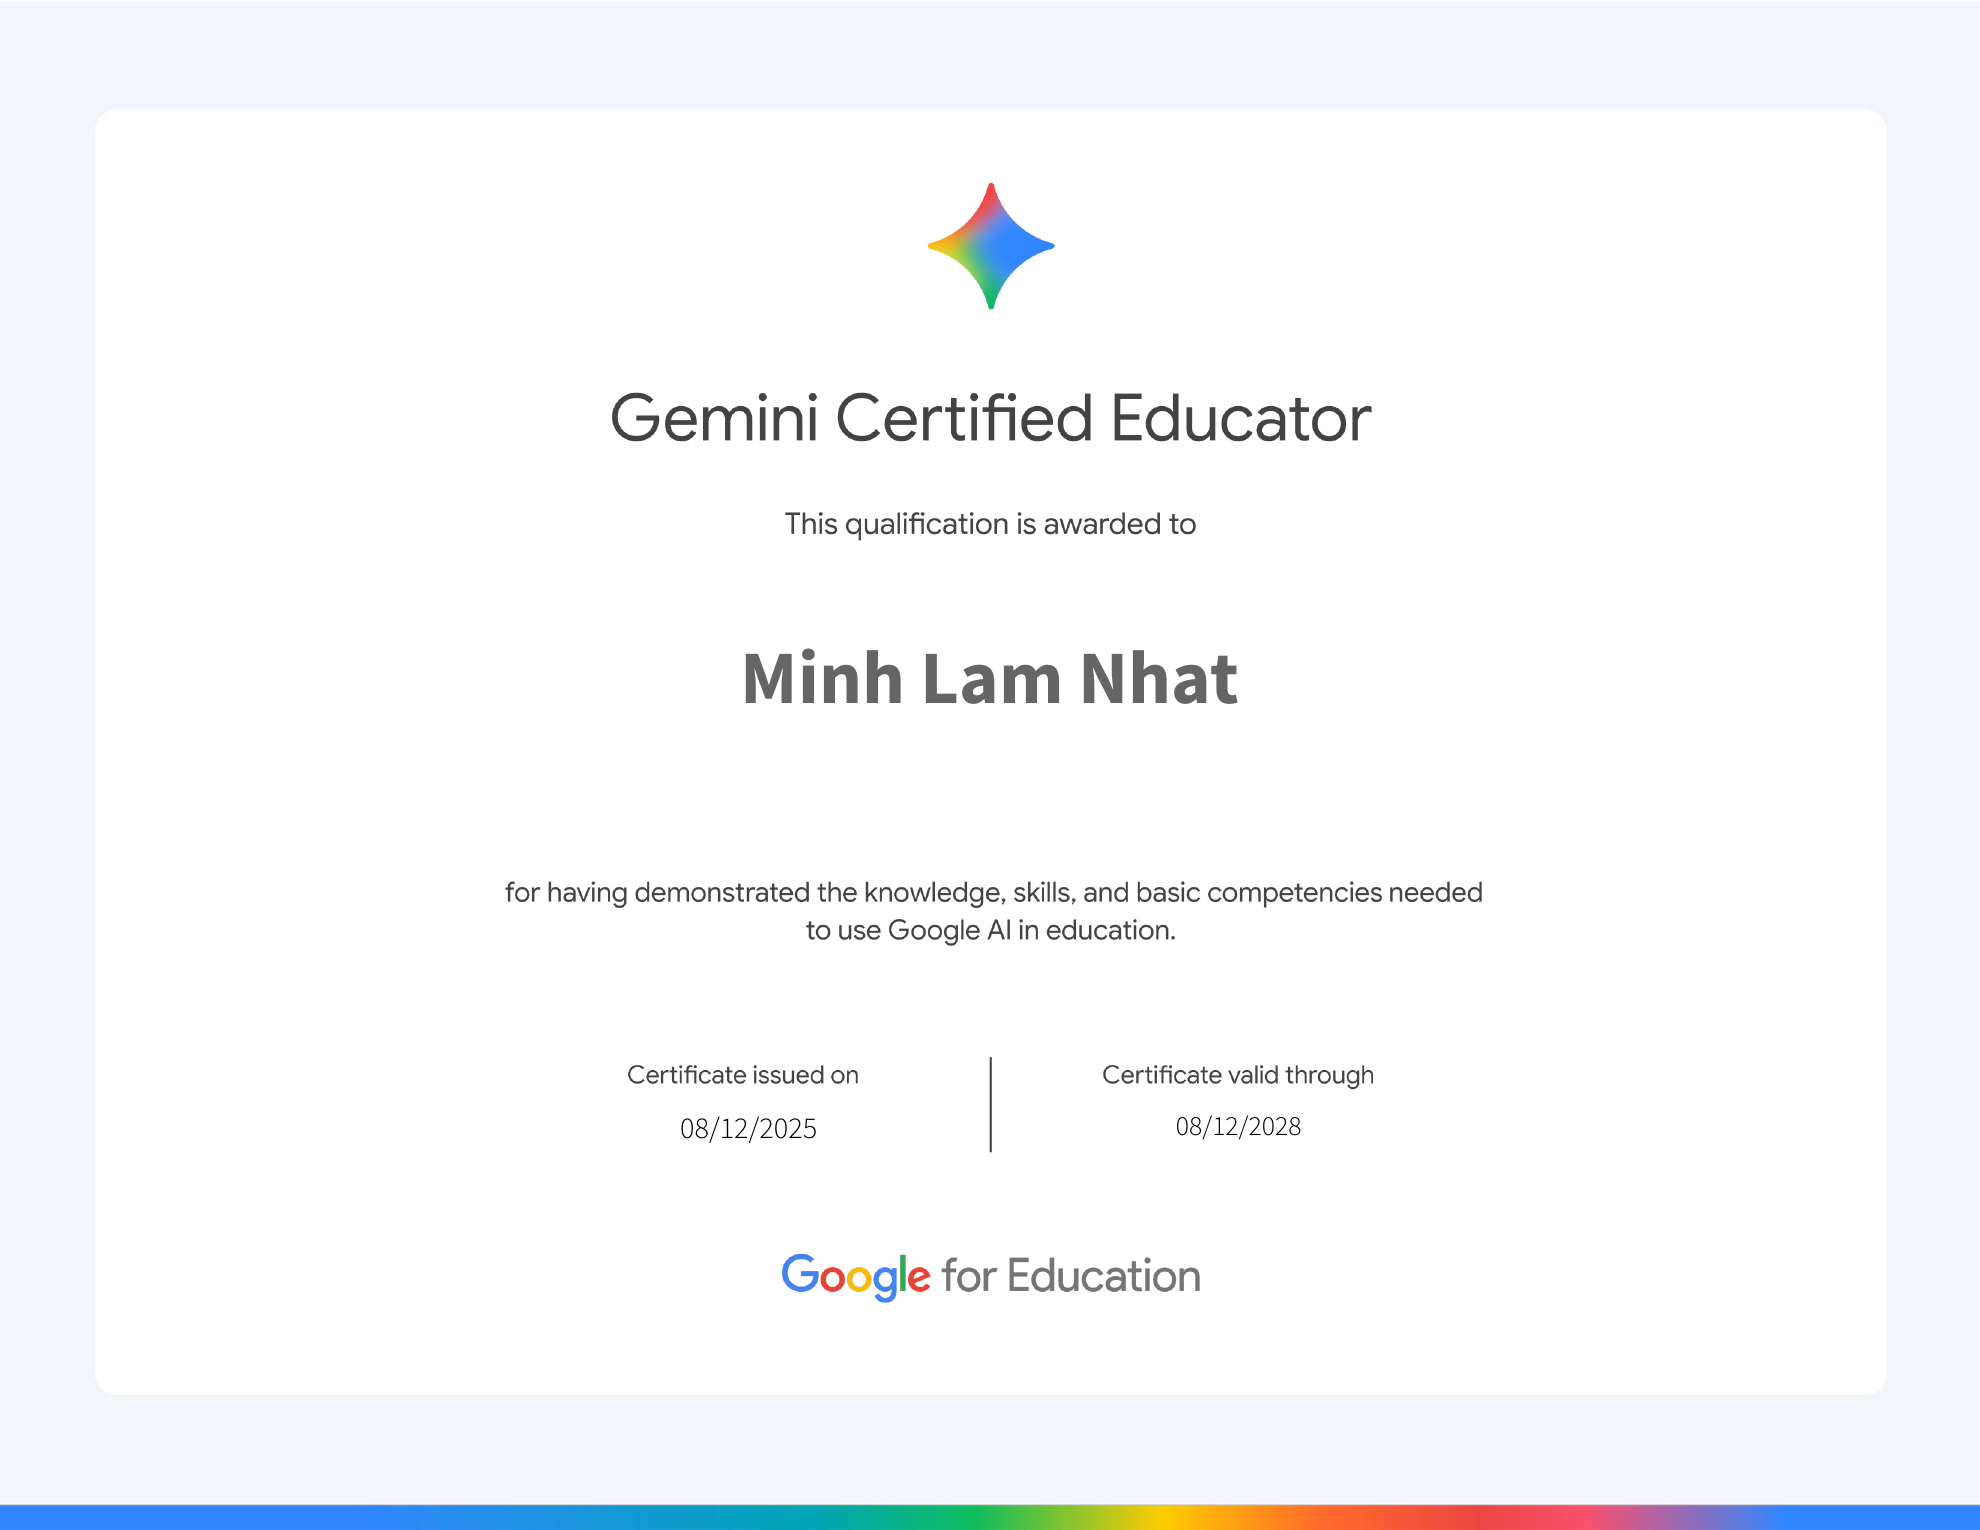 Gemini Certified Educator
This qualification is awarded to
Minh Lam Nhat
for having demonstrated the knowledge, skills, and basic competencies needed
to use Google AI in education.
Certificate issued on
08/12/2025
Certificate valid through
08/12/2028
Google for Education